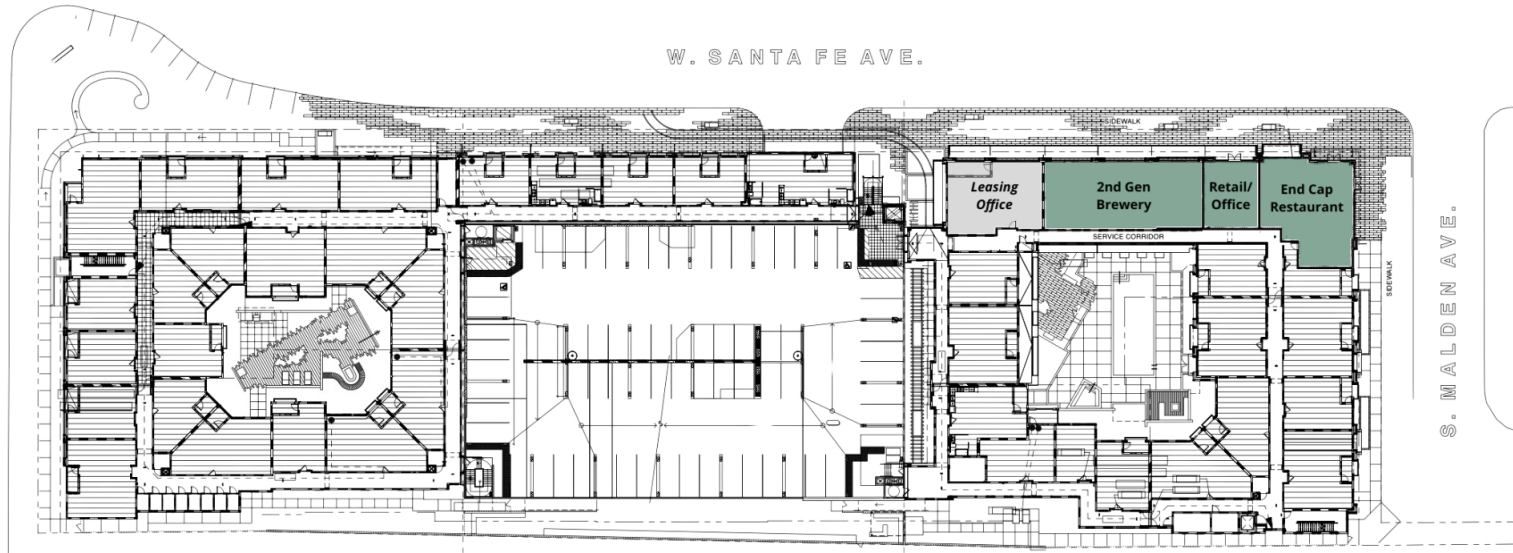 W. SANTA FE AVE.
SIDEWALK
Leasing
Office
2nd Gen
Brewery
Retail/
Office
End Cap
Restaurant
SERVICE CORRIDOR
SIDEWALK
S. MALDEN AVE.